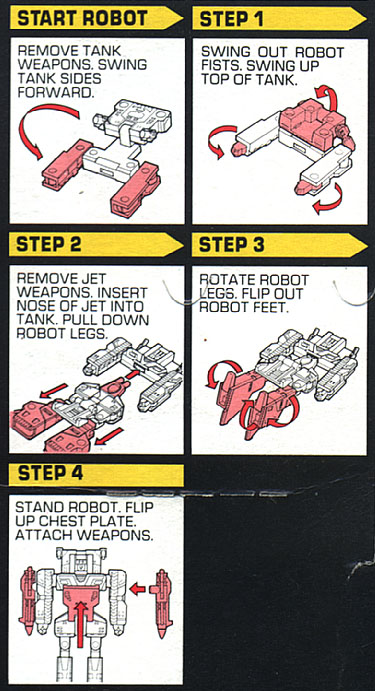 START ROBOT
REMOVE TANK
WEAPONS. SWING
TANK SIDES
FORWARD.
STEP 1
SWING OUT ROBOT
FISTS. SWING UP
TOP OF TANK.
STEP 2
REMOVE JET
WEAPONS. INSERT
NOSE OF JET INTO
TANK. PULL DOWN
ROBOT LEGS.
STEP 3
ROTATE ROBOT
LEGS. FLIP OUT
ROBOT FEET.
STEP 4
STAND ROBOT. FLIP
UP CHEST PLATE.
ATTACH WEAPONS.